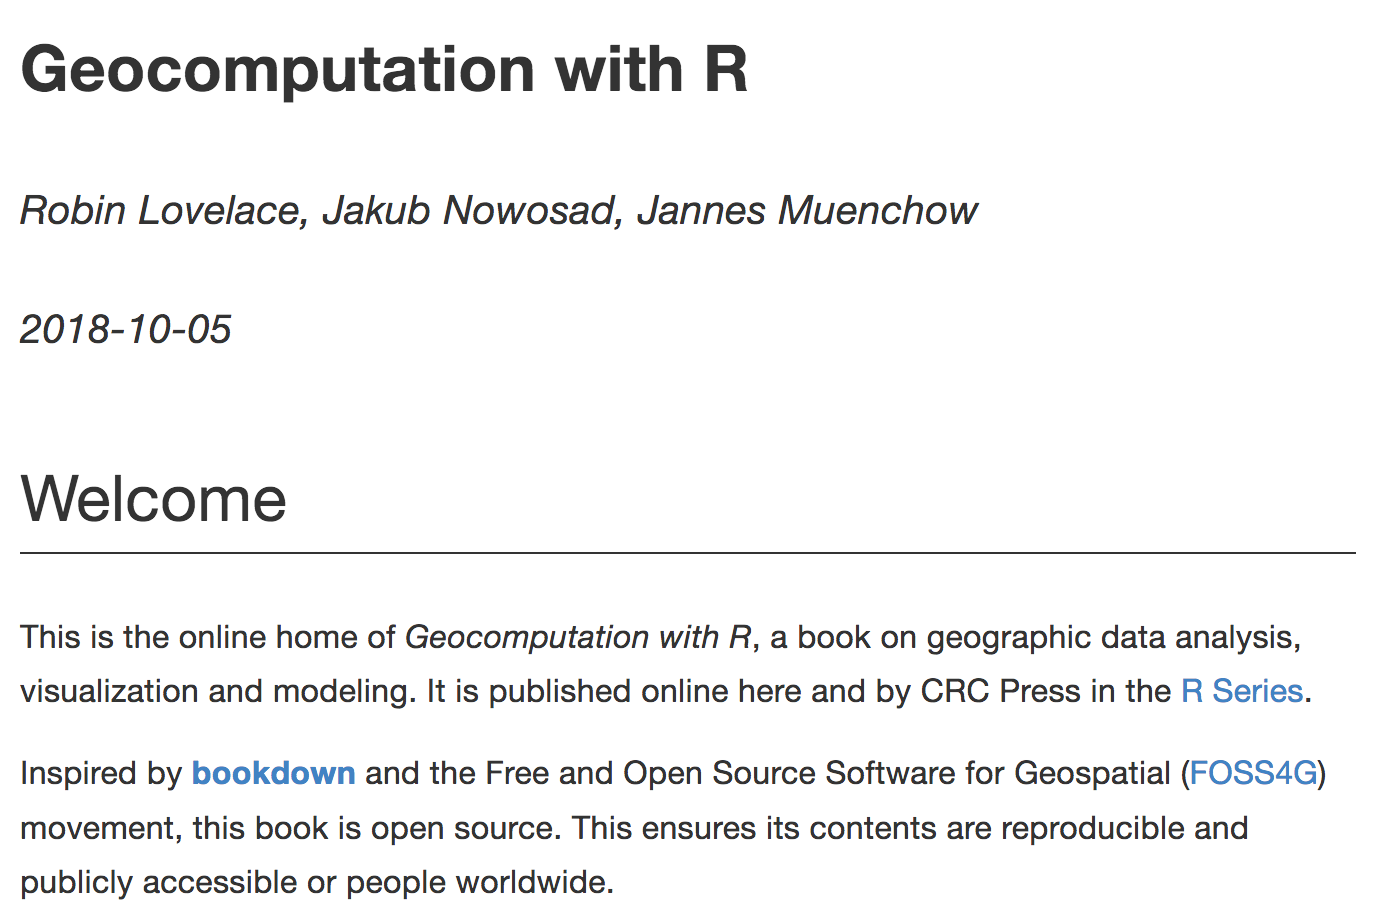 Geocomputation with R
Robin Lovelace, Jakub Nowosad, Jannes Muenchow
2018-10-05
Welcome
This is the online home of Geocomputation with R, a book on geographic data analysis,
visualization and modeling. It is published online here and by CRC Press in the R Series.
Inspired by bookdown and the Free and Open Source Software for Geospatial (FOSS4G)
movement, this book is open source. This ensures its contents are reproducible and
publicly accessible or people worldwide.